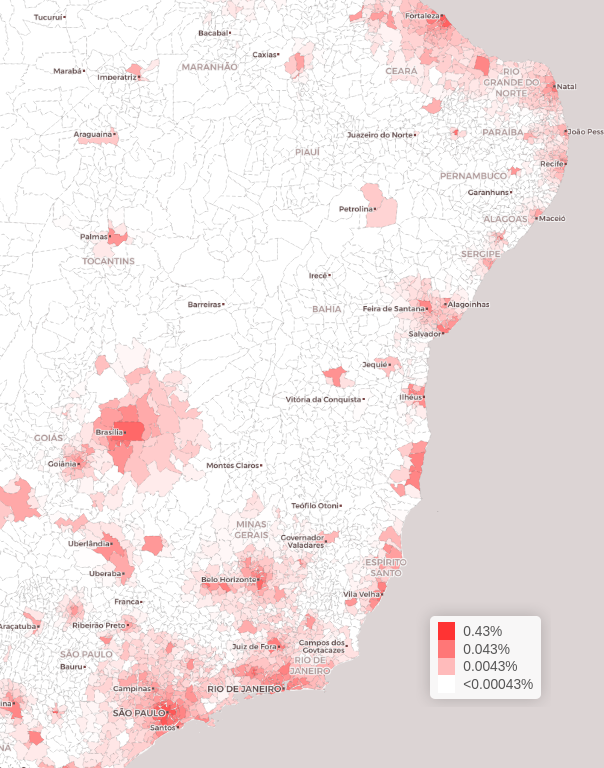 Tucuruí
Fortaleza
Bacabal
Caxias
MARANHÃO
Marabá
Imperatriz
CEARÁ
RIO
GRANDE DO
NORTE
Natal
Araguaína
Juazeiro do Norte
PARAÍBA
João Pess
PIAUÍ
Recife
PERNAMBUCO
Garanhuns
Petrolina
ALAGOAS
Maceió
Palmas
TOCANTINS
SERGIPE
Irecê
Barreiras
BAHIA
Feira de Santana
Alagoinhas
Salvador
Jequié
Vitória da Conquista
Ilhéus
Brasília
GOIÁS
Goiânia
Montes Claros
Teófilo Otoni
MINAS
GERAIS
Governador
Valadares
Uberlândia
ESPÍRITO
SANTO
Uberaba
Belo Horizonte
Vila Velha
Franca
Araçatuba
Ribeirão Preto
Juiz de Fora
Campos dos
Goytacazes
SÃO PAULO
RIO DE
JANEIRO
Bauru
Campinas
RIO DE JANEIRO
ina
SÃO PAULO
Santos
NÁ
0.43%
0.043%
0.0043%
<0.00043%